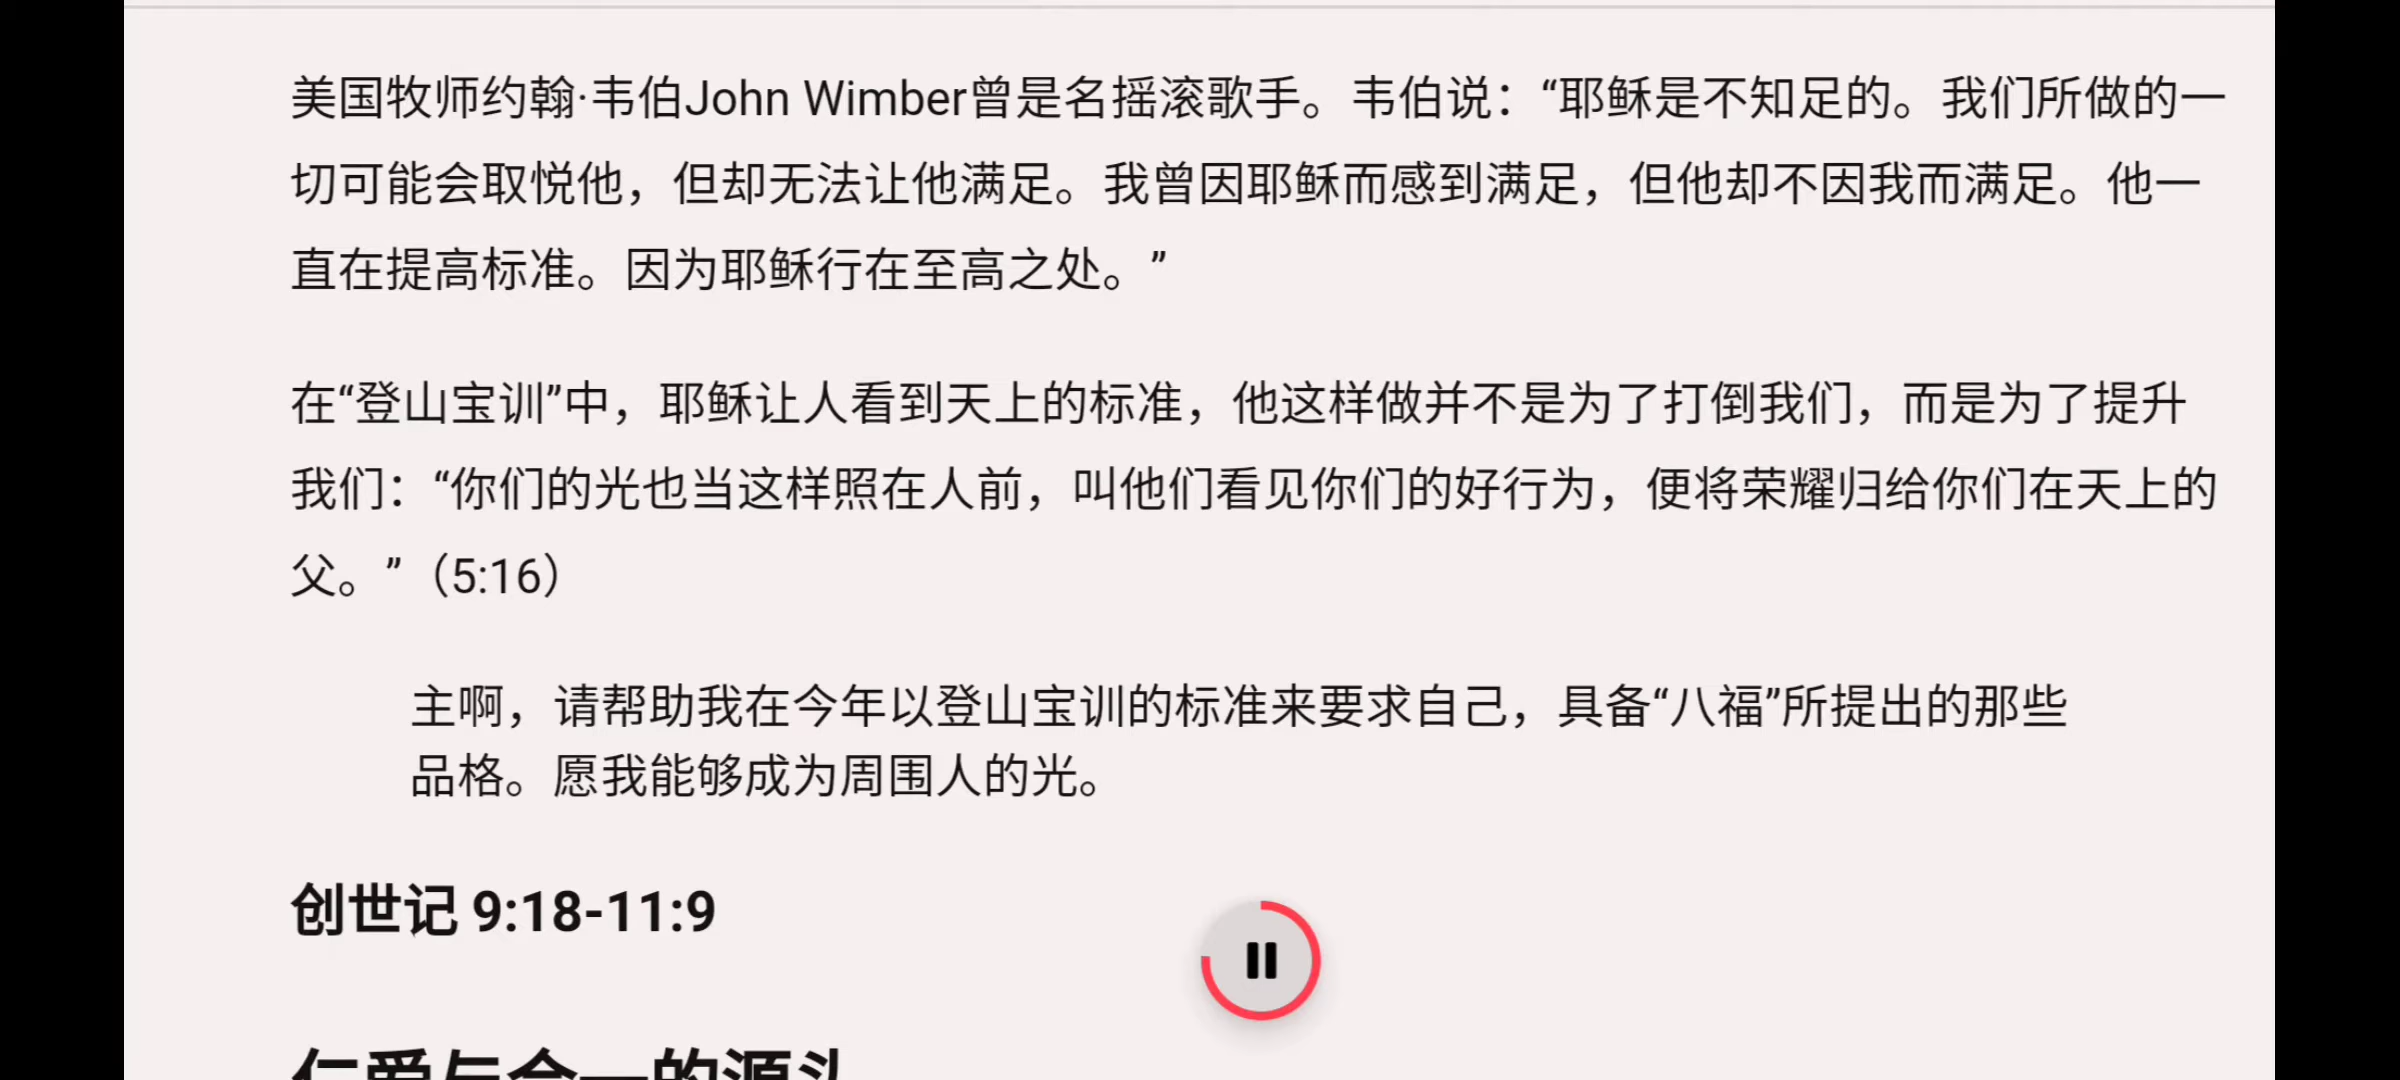 美国牧师约翰·韦伯John Wimber曾是名摇滚歌手。韦伯说：“耶稣是不知足的。我们所做的一
切可能会取悦他，但却无法让他满足。我曾因耶稣而感到满足，但他却不因我而满足。他一
直在提高标准。因为耶稣行在至高之处。”
在“登山宝训”中，耶稣让人看到天上的标准，他这样做并不是为了打倒我们，而是为了提升
我们：“你们的光也当这样照在人前，叫他们看见你们的好行为，便将荣耀归给你们在天上的
父。”（5:16）
主啊，请帮助我在今年以登山宝训的标准来要求自己，具备“八福”所提出的那些
品格。愿我能够成为周围人的光。
创世记 9:18-11:9
仁爱与合一的源头